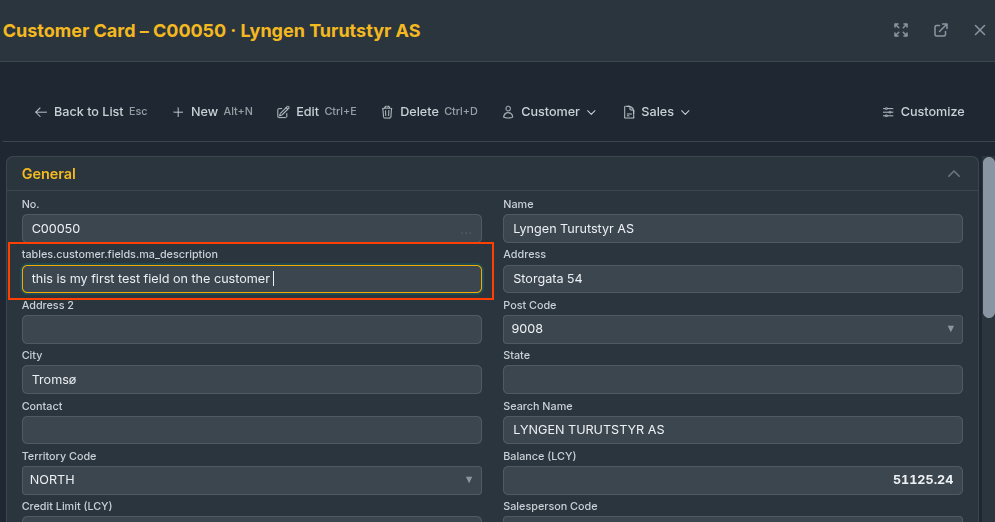 Customer Card – C00050 · Lyngen Turutstyr AS
Back to List Esc New Alt+N Edit Ctrl+E Delete Ctrl+D Customer Sales Customize
General
No. Name
C00050 ... Lyngen Turutstyr AS
tables.customer.fields.ma_description Address
this is my first test field on the customer Storgata 54
Address 2 Post Code
9008
City State
Tromsø
Contact Search Name
LYNGEN TURUTSTYR AS
Territory Code Balance (LCY)
NORTH 51125.24
Credit Limit (LCY) Salesperson Code